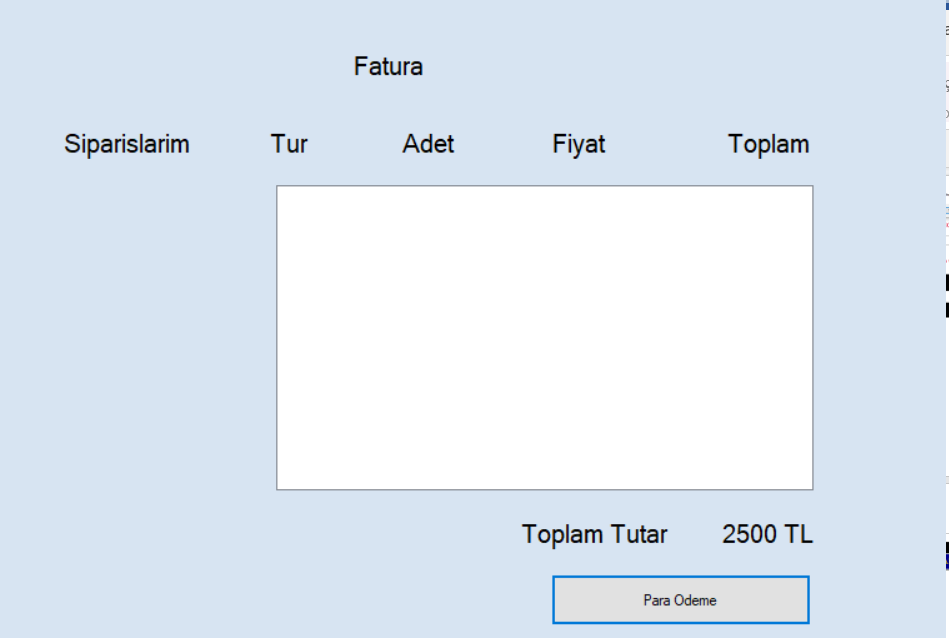 Fatura
Siparislarim Tur Adet Fiyat Toplam
Toplam Tutar 2500 TL
Para Odeme